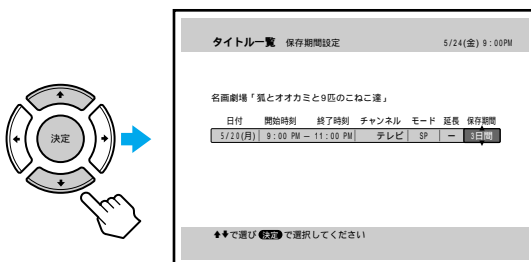 タイトル一覧 保存期間設定 5/24(金) 9:00PM
名画劇場「狐とオオカミと9匹のこねこ達」
日付 開始時刻 終了時刻 チャンネル モード 延長 保存期間
5/20(月) 9:00 PM － 11:00 PM テレビ SP － 3日間
決定
で選び 決定 で選択してください